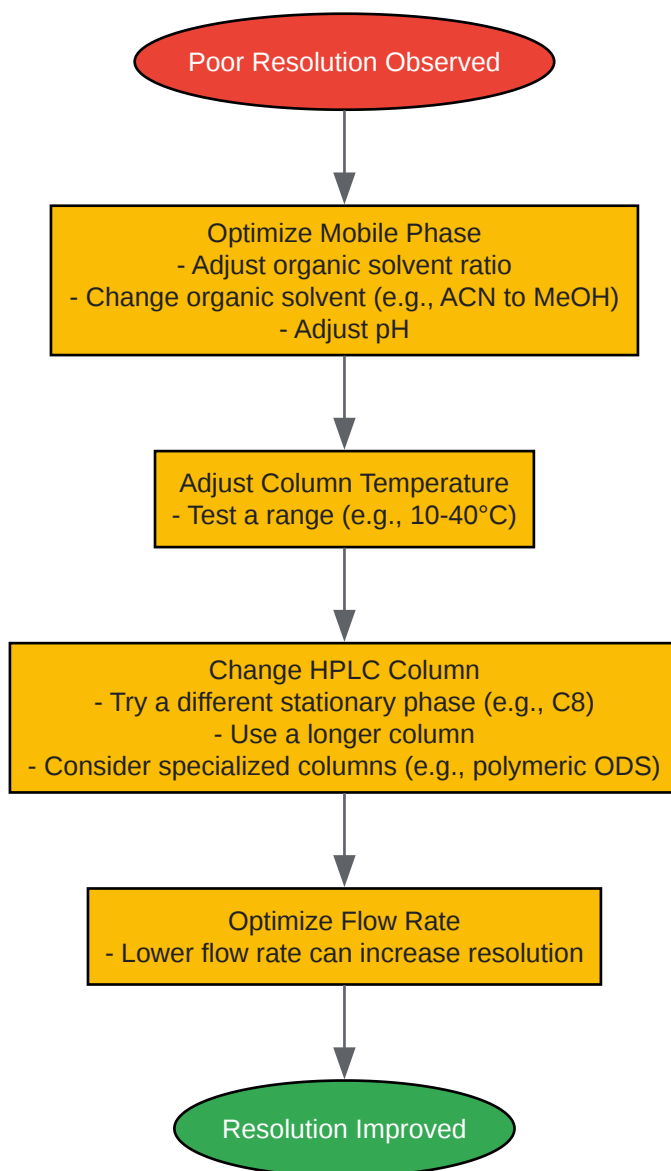 Poor Resolution Observed
Optimize Mobile Phase
- Adjust organic solvent ratio
- Change organic solvent (e.g., ACN to MeOH)
- Adjust pH
Adjust Column Temperature
- Test a range (e.g., 10-40°C)
Change HPLC Column
- Try a different stationary phase (e.g., C8)
- Use a longer column
- Consider specialized columns (e.g., polymeric ODS)
Optimize Flow Rate
- Lower flow rate can increase resolution
Resolution Improved